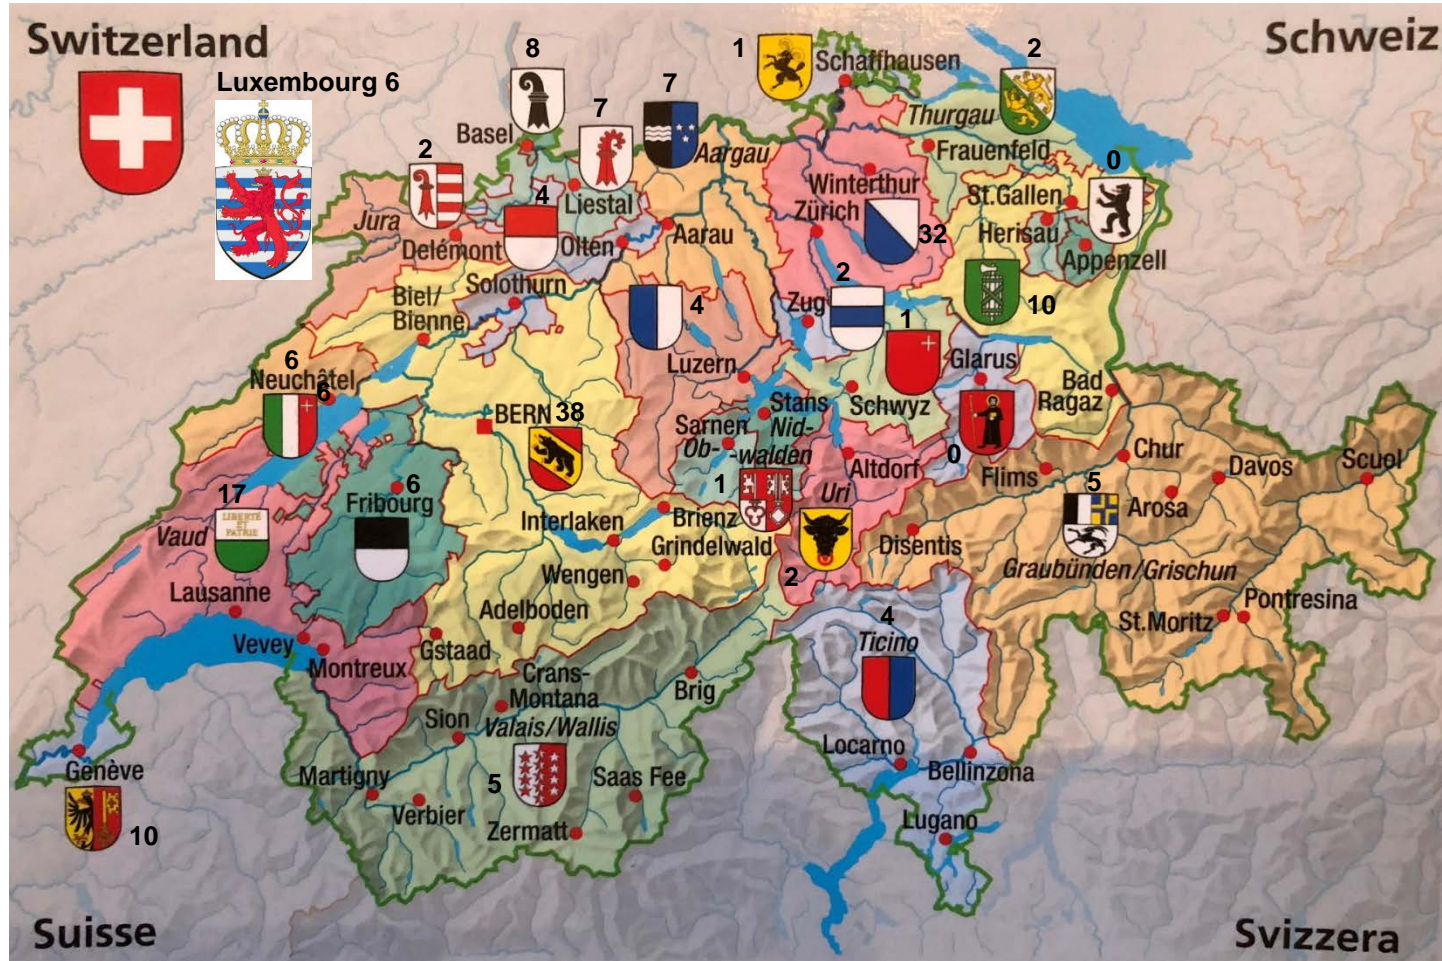 Switzerland
Schweiz
Luxembourg 6
8
1
Schaffhausen
2
7
7
Thurgau
Basel
Aargau
Frauenfeld
2
0
Winterthur
St.Gallen
4
Liestal
Zürich
Jura
Herisau
32
Delémont
Olten
Aarau
Appenzell
2
Solothurn
Zug
10
Biel/
Bienne
4
1
6
Luzern
Glarus
Neuchâtel
6
Bad
Ragaz
Schwyz
Stans
BERN 38
Sarnen
Nid-
Ob-
-walden
0
Chur
Altdorf
Flims
Davos
Scuol
17
6
Fribourg
1
Uri
5
Arosa
LIBERTÉ
ET
PATRIE
Vaud
Interlaken
Brienz
Grindelwald
Disentis
Graubünden/Grischun
Wengen
2
Lausanne
Adelboden
4
Pontresina
St.Moritz
Ticino
Vevey
Gstaad
Montreux
Crans-
Montana
Brig
Sion
Valais/Wallis
Locarno
Genève
Martigny
5
Saas Fee
Bellinzona
Verbier
10
Zermatt
Lugano
Suisse
Svizzera